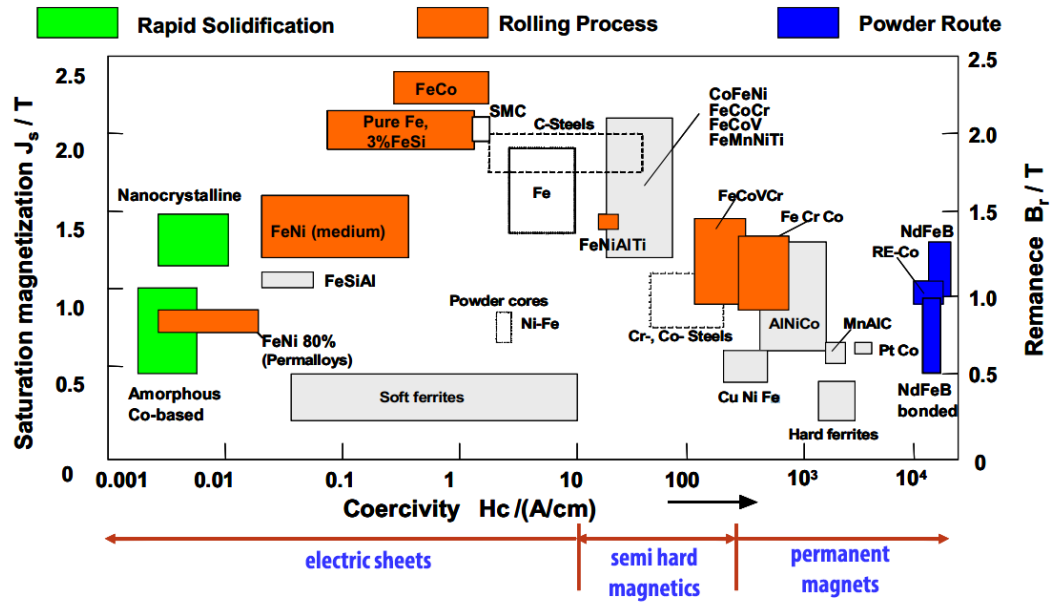 Rapid Solidification
Rolling Process
Powder Route
Saturation magnetization Js / T
Remanece Br / T
2.5
2.0
1.5
1.0
0.5
0
2.5
2.0
1.5
1.0
0.5
0
FeCo
Pure Fe,
3%FeSi
SMC
C-Steels
CoFeNi
FeCoCr
FeCoV
FeMnNiTi
Nanocrystalline
Fe
FeNi (medium)
FeNiAlTi
FeCoVCr
Fe Cr Co
NdFeB
RE-Co
FeSiAl
Powder cores
Ni-Fe
Cr-, Co- Steels
AlNiCo
MnAlC
Pt Co
FeNi 80%
(Permalloys)
Amorphous
Co-based
Soft ferrites
Cu Ni Fe
Hard ferrites
NdFeB
bonded
0.001
0.01
0.1
1
10
100
10³
10⁴
Coercivity Hc /(A/cm)
electric sheets
semi hard
magnetics
permanent
magnets